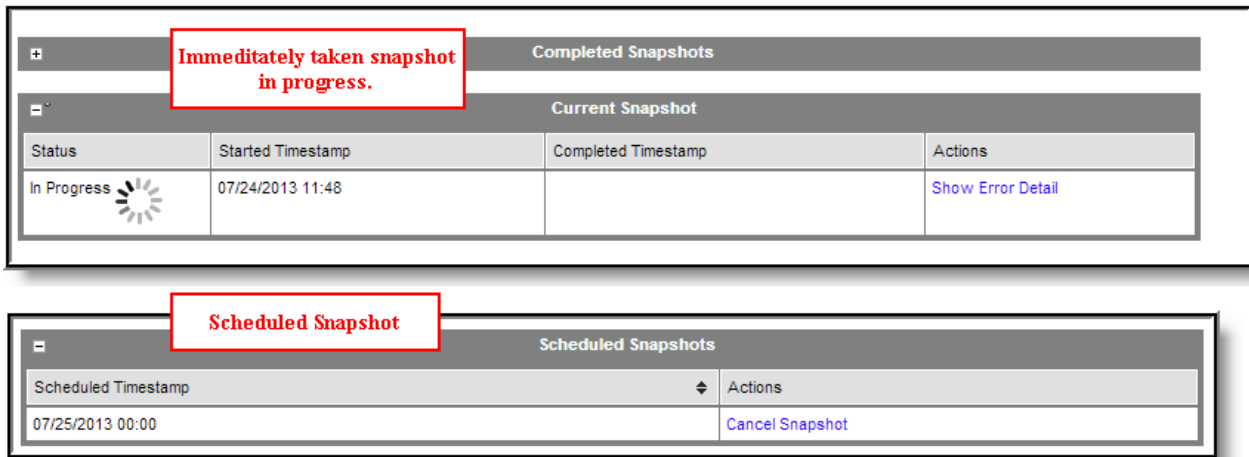 Completed Snapshots
Immeditately taken snapshot
in progress.
Current Snapshot
Status Started Timestamp Completed Timestamp Actions
In Progress 07/24/2013 11:48 Show Error Detail
Scheduled Snapshot
Scheduled Snapshots
Scheduled Timestamp Actions
07/25/2013 00:00 Cancel Snapshot